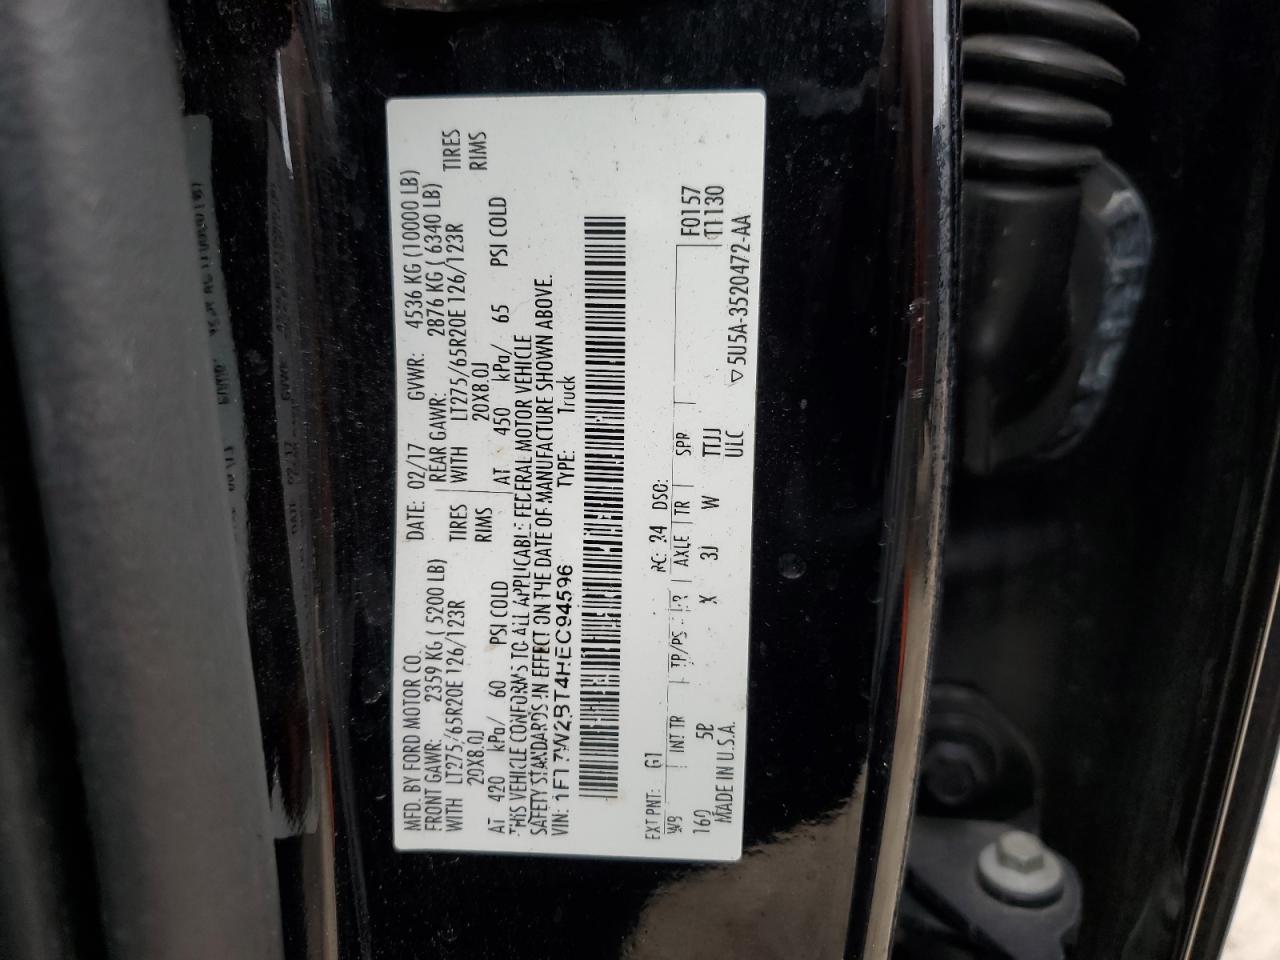 MFD. BY FORD MOTOR CO.
DATE: 02/17 GVWR: 4536 KG (10000 LB)
FRONT GAWR: 2359 KG ( 5200 LB) REAR GAWR: 2876 KG ( 6340 LB)
WITH LT275/65R20E 126/123R TIRES WITH LT275/65R20E 126/123R TIRES
20X8.0J RIMS 20X8.0J RIMS
AT 420 kPa/ 60 PSI COLD AT 450 kPa/ 65 PSI COLD
THIS VEHICLE CONFORMS TO ALL APPLICABLE FEDERAL MOTOR VEHICLE
SAFETY STANDARDS IN EFFECT ON THE DATE OF MANUFACTURE SHOWN ABOVE.
VIN: 1FT7W2BT4HEC94596 TYPE: Truck
EXT PNT: G1 RC: 24 DSO:
WB INT TR TP/PS AXLE TR SPR F0157
160 5B X 3J W TTJJ T1130
MADE IN U.S.A. ULC 5U5A-3520472-AA